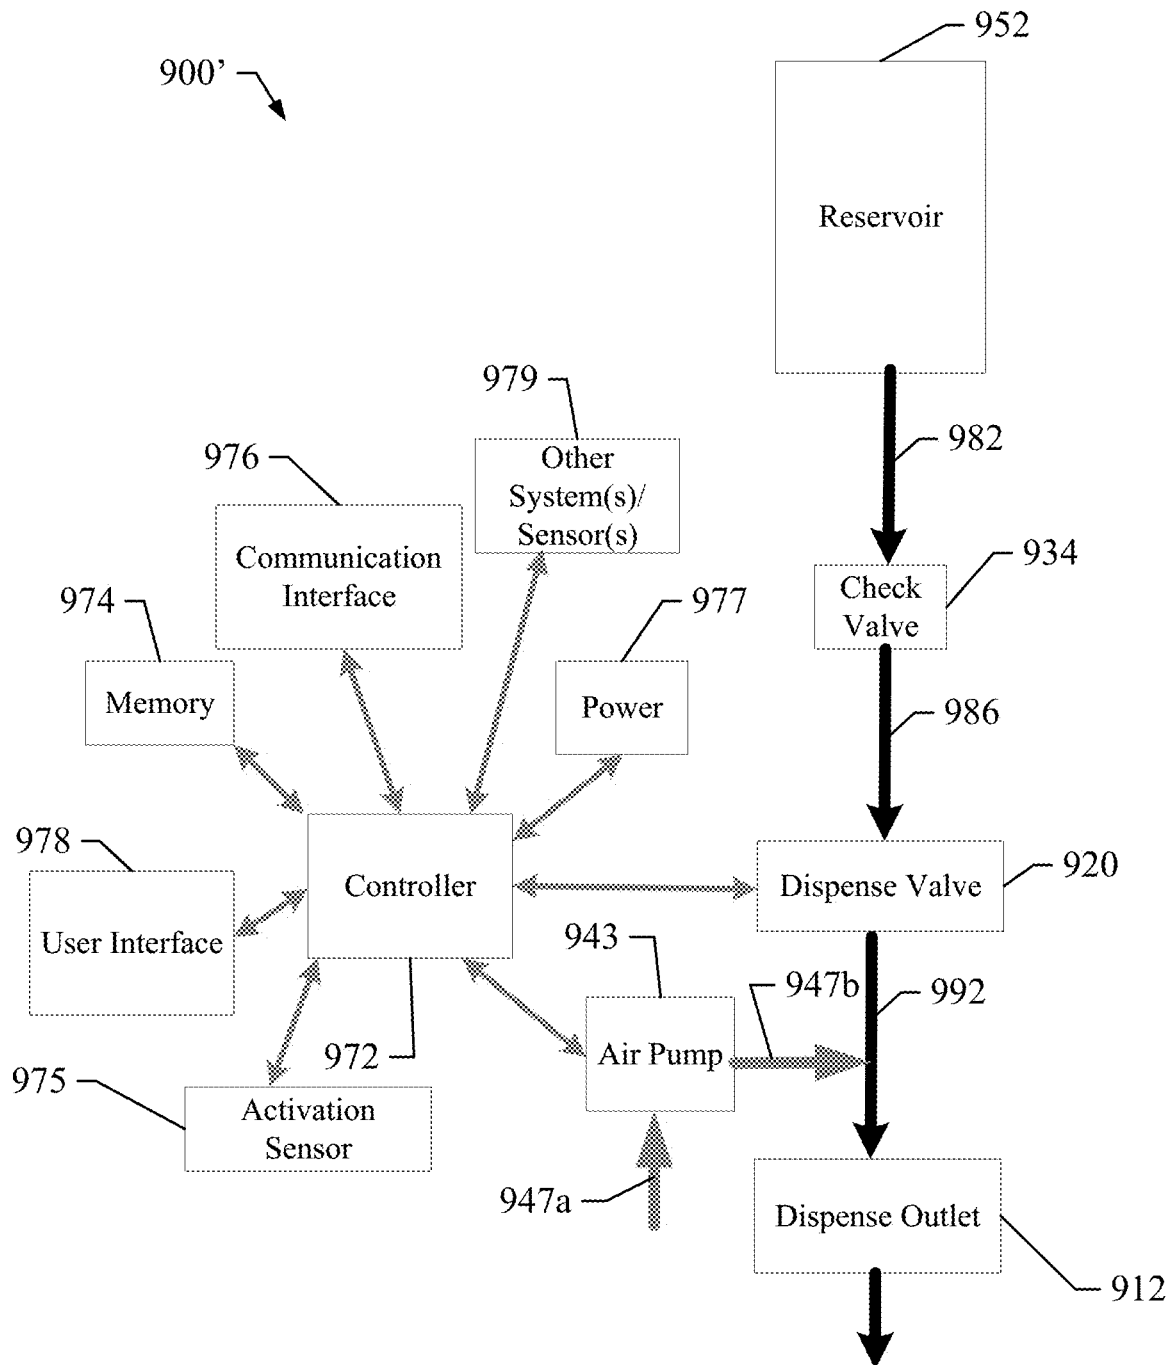 952
900’
Reservoir
982
979
Other
System(s)/
Sensor(s)
976
Communication
Interface
934
Check
Valve
974
Memory
977
Power
986
978
User Interface
Controller
Dispense Valve
920
943
947b
992
Air Pump
972
975
Activation
Sensor
947a
Dispense Outlet
912